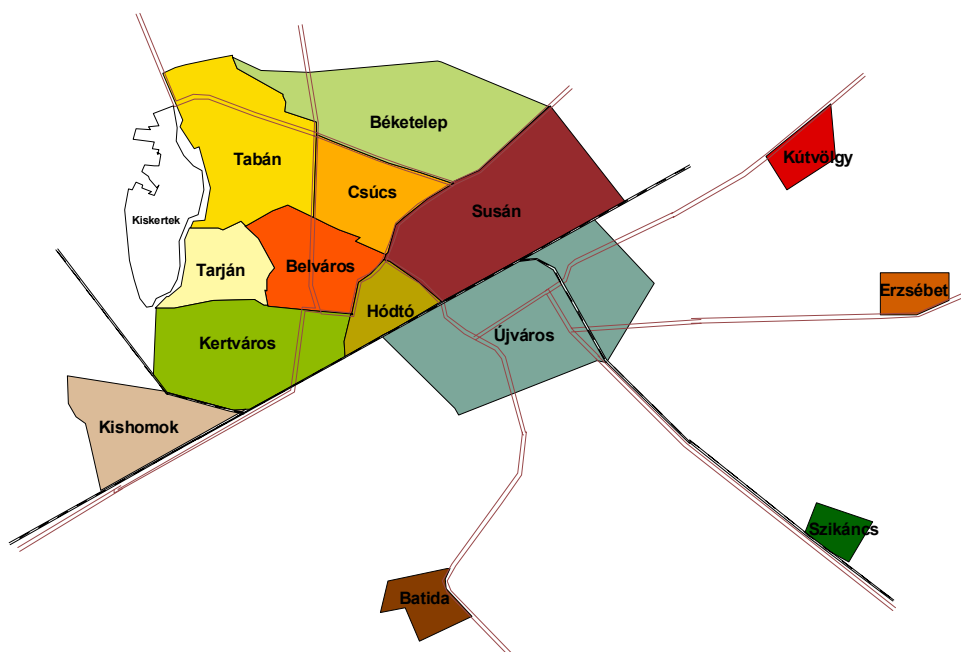 Béketelep
Tabán
Kútvölgy
Csúcs
Susán
Kiskertek
Tarján
Belváros
Erzsébet
Hódtó
Újváros
Kertváros
Kishomok
Szikáncs
Batida